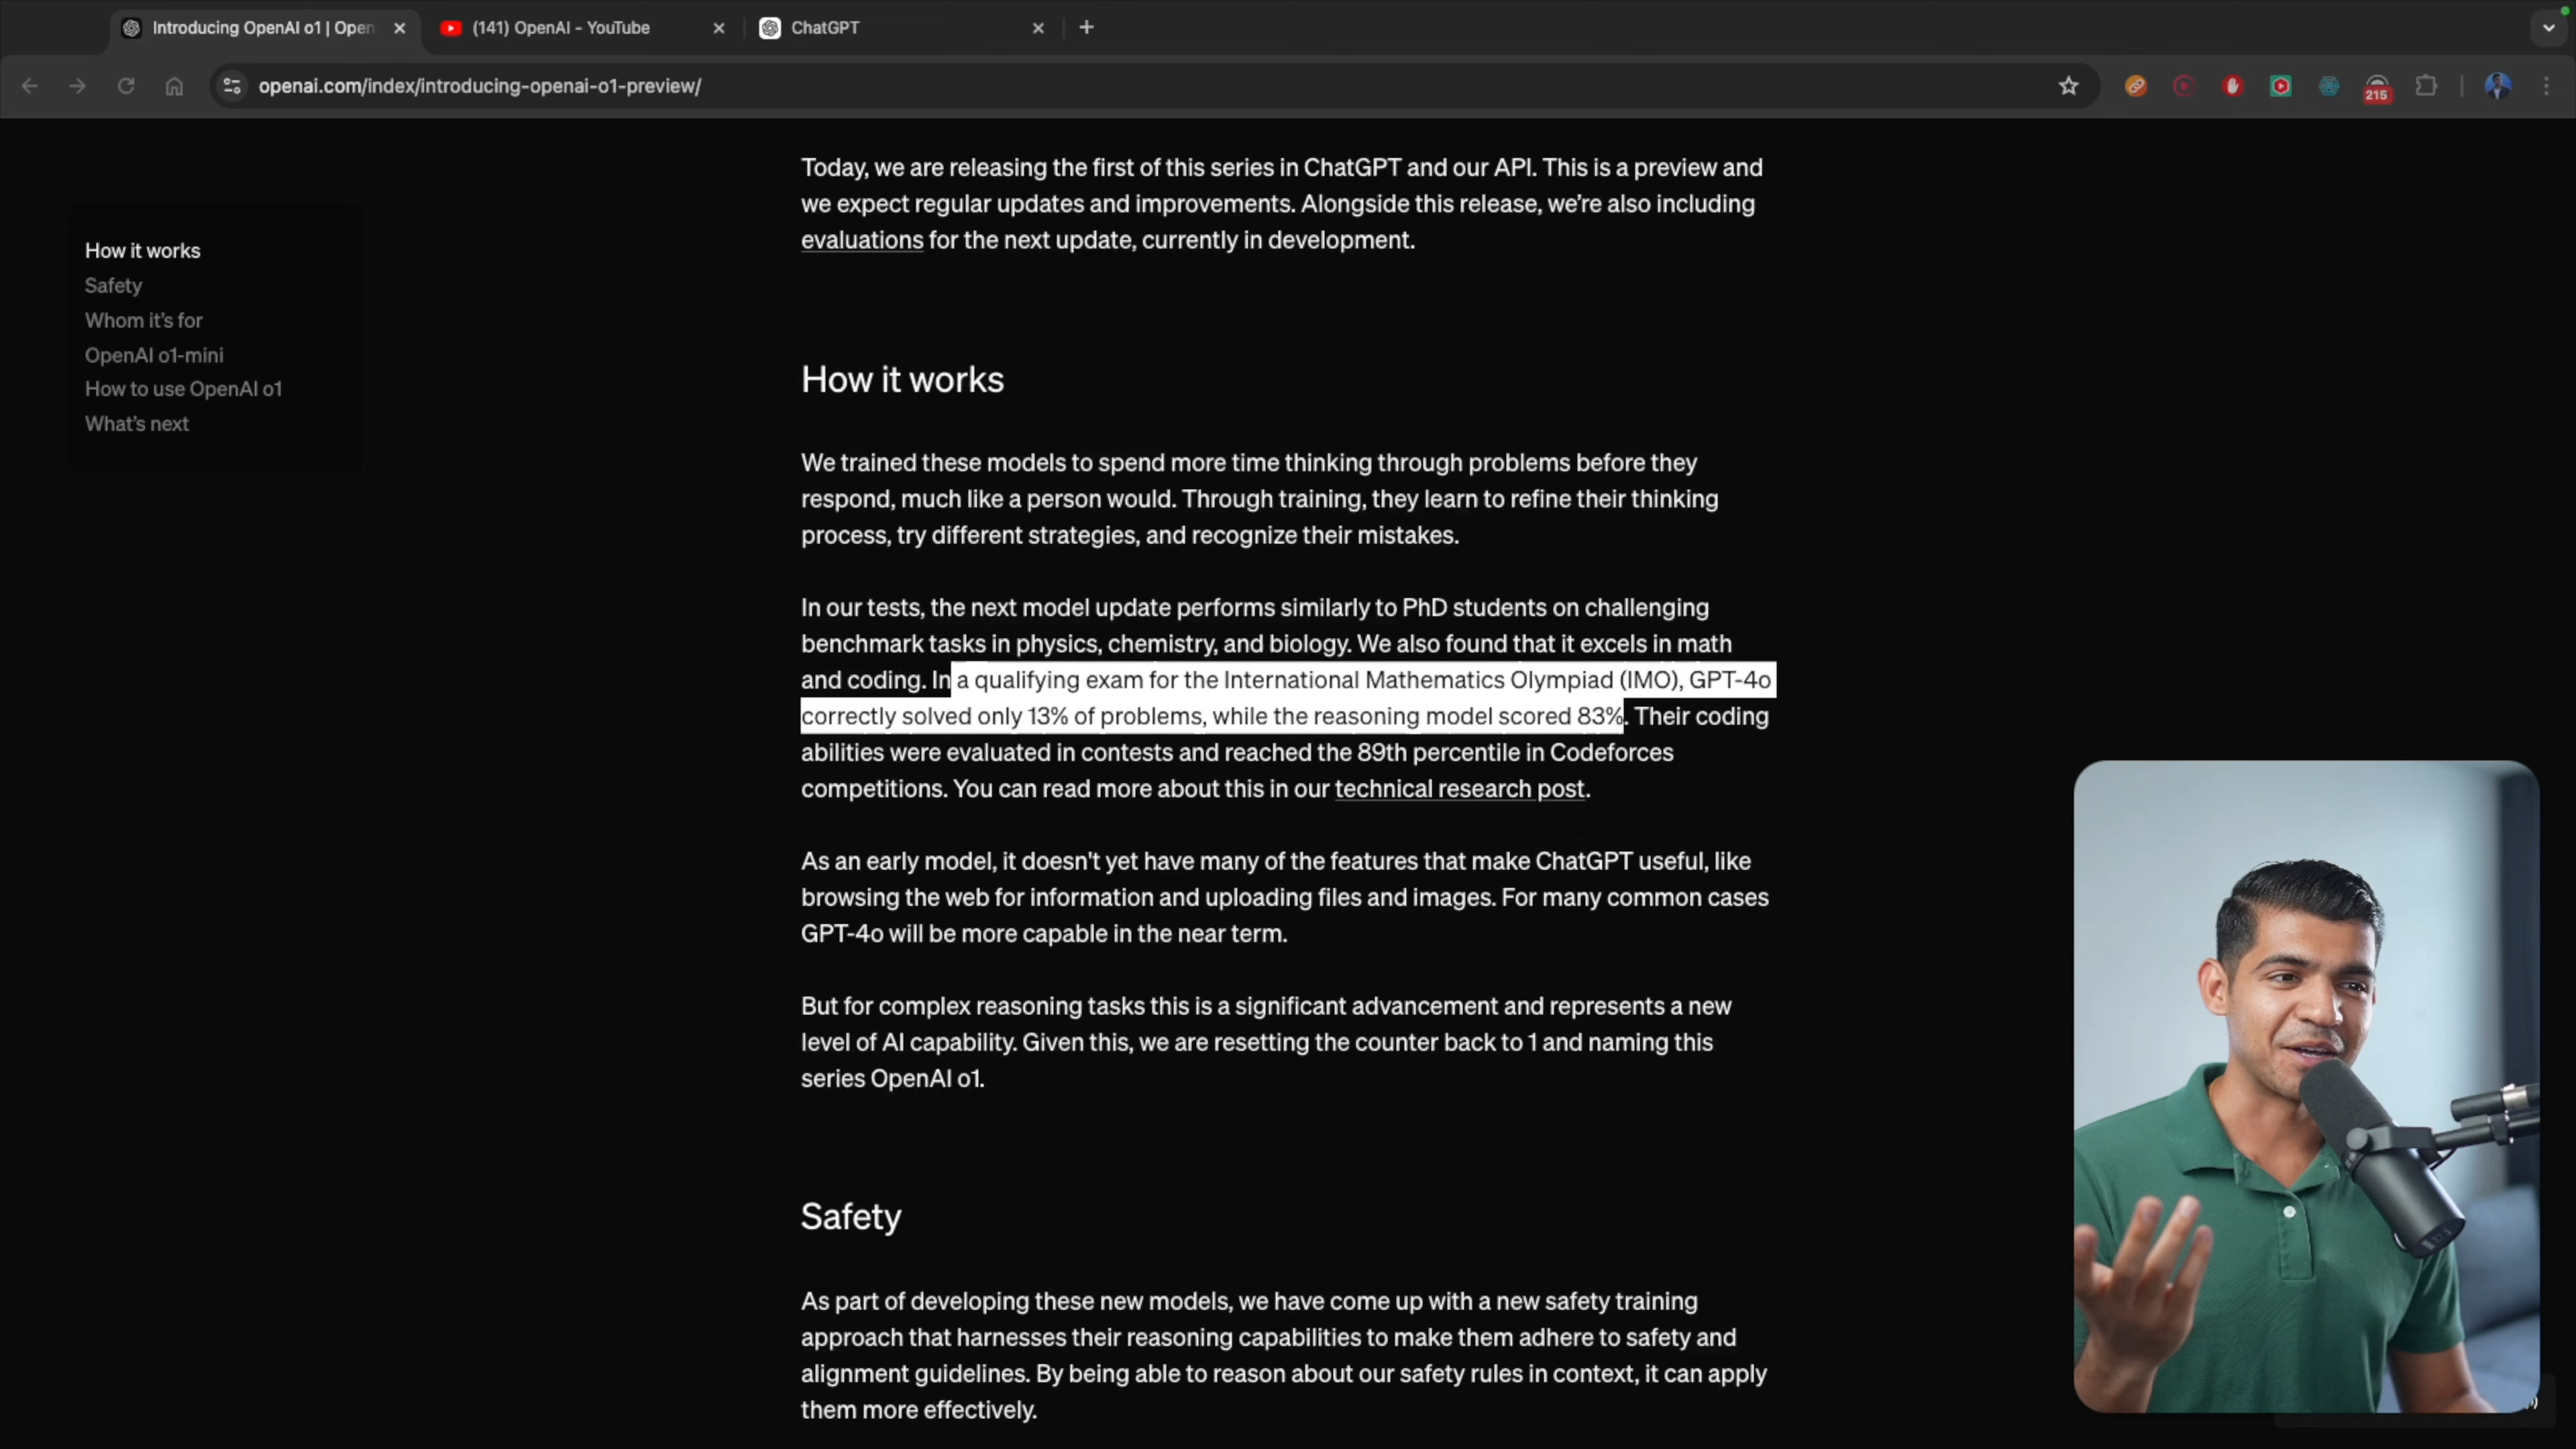 Introducing OpenAI o1 | Open
(141) OpenAI - YouTube
ChatGPT
openai.com/index/introducing-openai-o1-preview/
215
How it works
Safety
Whom it's for
OpenAI o1-mini
How to use OpenAI o1
What's next
Today, we are releasing the first of this series in ChatGPT and our API. This is a preview and
we expect regular updates and improvements. Alongside this release, we're also including
evaluations for the next update, currently in development.
How it works
We trained these models to spend more time thinking through problems before they
respond, much like a person would. Through training, they learn to refine their thinking
process, try different strategies, and recognize their mistakes.
In our tests, the next model update performs similarly to PhD students on challenging
benchmark tasks in physics, chemistry, and biology. We also found that it excels in math
and coding. In a qualifying exam for the International Mathematics Olympiad (IMO), GPT-4o
correctly solved only 13% of problems, while the reasoning model scored 83%. Their coding
abilities were evaluated in contests and reached the 89th percentile in Codeforces
competitions. You can read more about this in our technical research post.
As an early model, it doesn't yet have many of the features that make ChatGPT useful, like
browsing the web for information and uploading files and images. For many common cases
GPT-4o will be more capable in the near term.
But for complex reasoning tasks this is a significant advancement and represents a new
level of AI capability. Given this, we are resetting the counter back to 1 and naming this
series OpenAI o1.
Safety
As part of developing these new models, we have come up with a new safety training
approach that harnesses their reasoning capabilities to make them adhere to safety and
alignment guidelines. By being able to reason about our safety rules in context, it can apply
them more effectively.